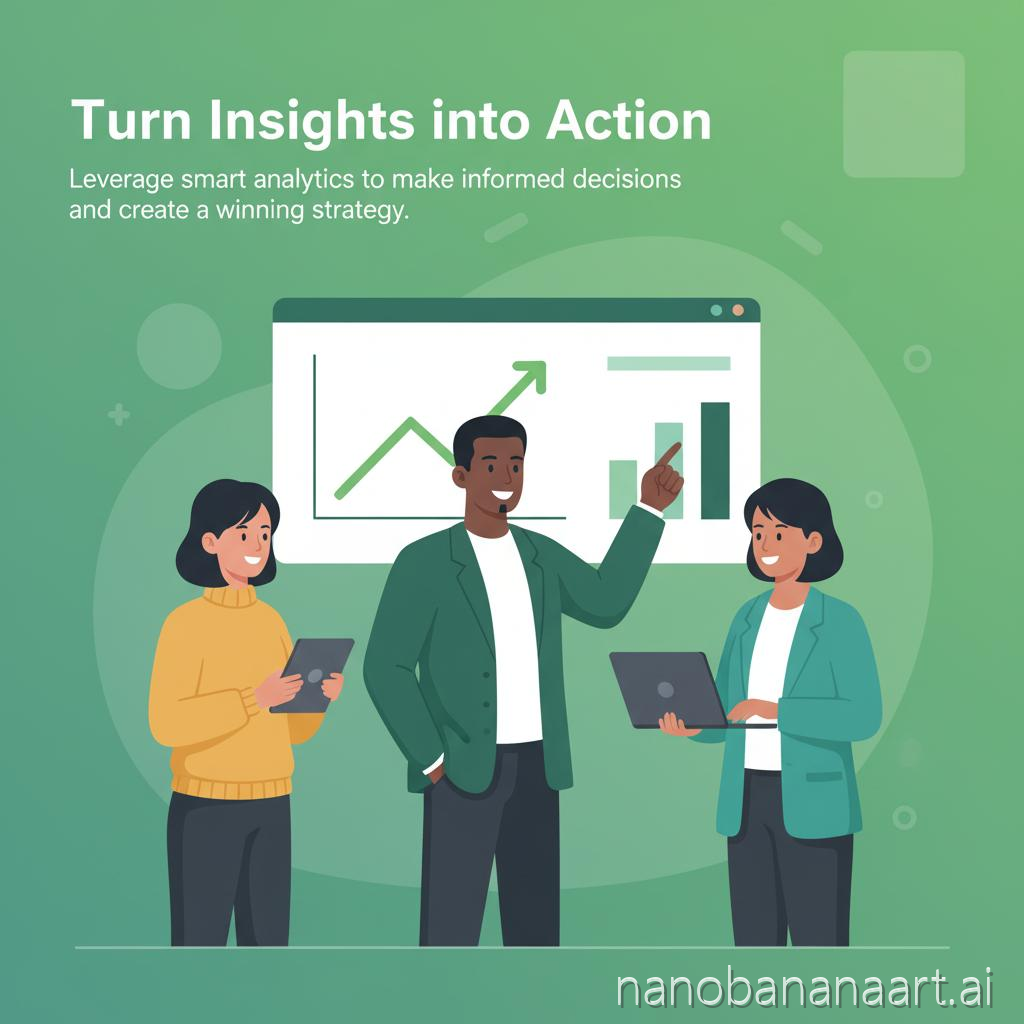 Turn Insights into Action
Leverage smart analytics to make informed decisions
and create a winning strategy.
nanobananaart.ai